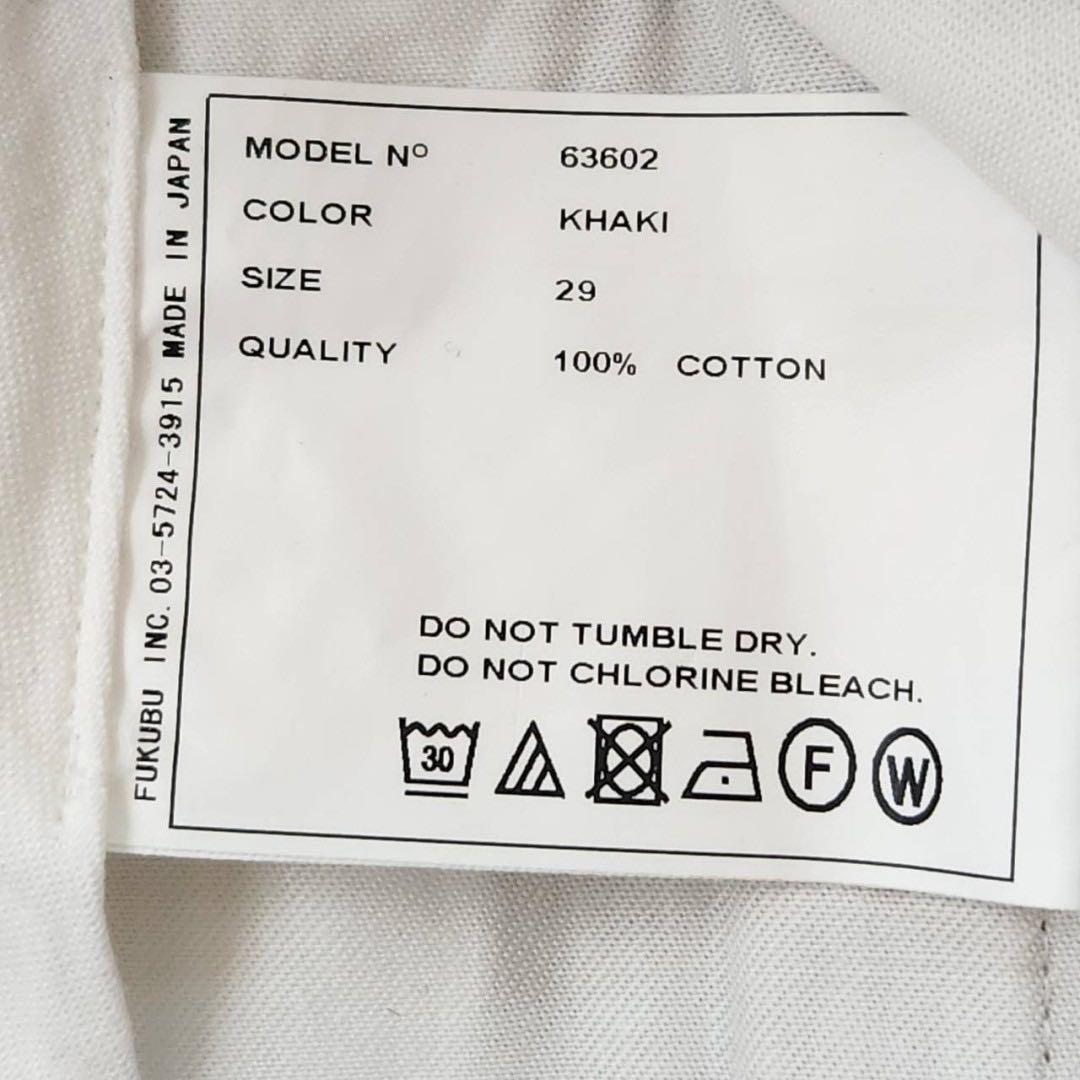 MODEL Nº 63602
COLOR KHAKI
SIZE 29
QUALITY 100% COTTON
DO NOT TUMBLE DRY.
DO NOT CHLORINE BLEACH.
30 F W
FUKUBU INC. 03-5724-3915 MADE IN JAPAN